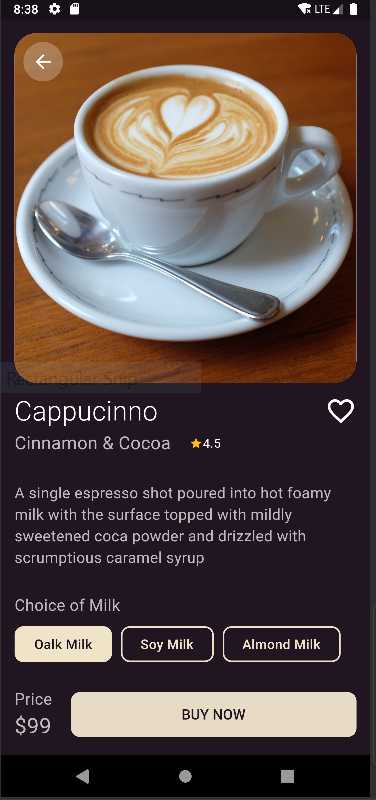 8:38 LTE
Rectangular Snip
Cappucinno
Cinnamon & Cocoa 4.5
A single espresso shot poured into hot foamy
milk with the surface topped with mildly
sweetened coca powder and drizzled with
scrumptious caramel syrup
Choice of Milk
Oalk Milk Soy Milk Almond Milk
Price
$99 BUY NOW